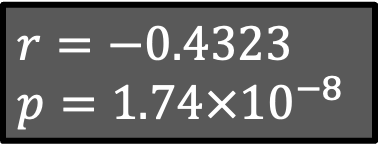 r = −0.4323
p = 1.74×10⁻⁸